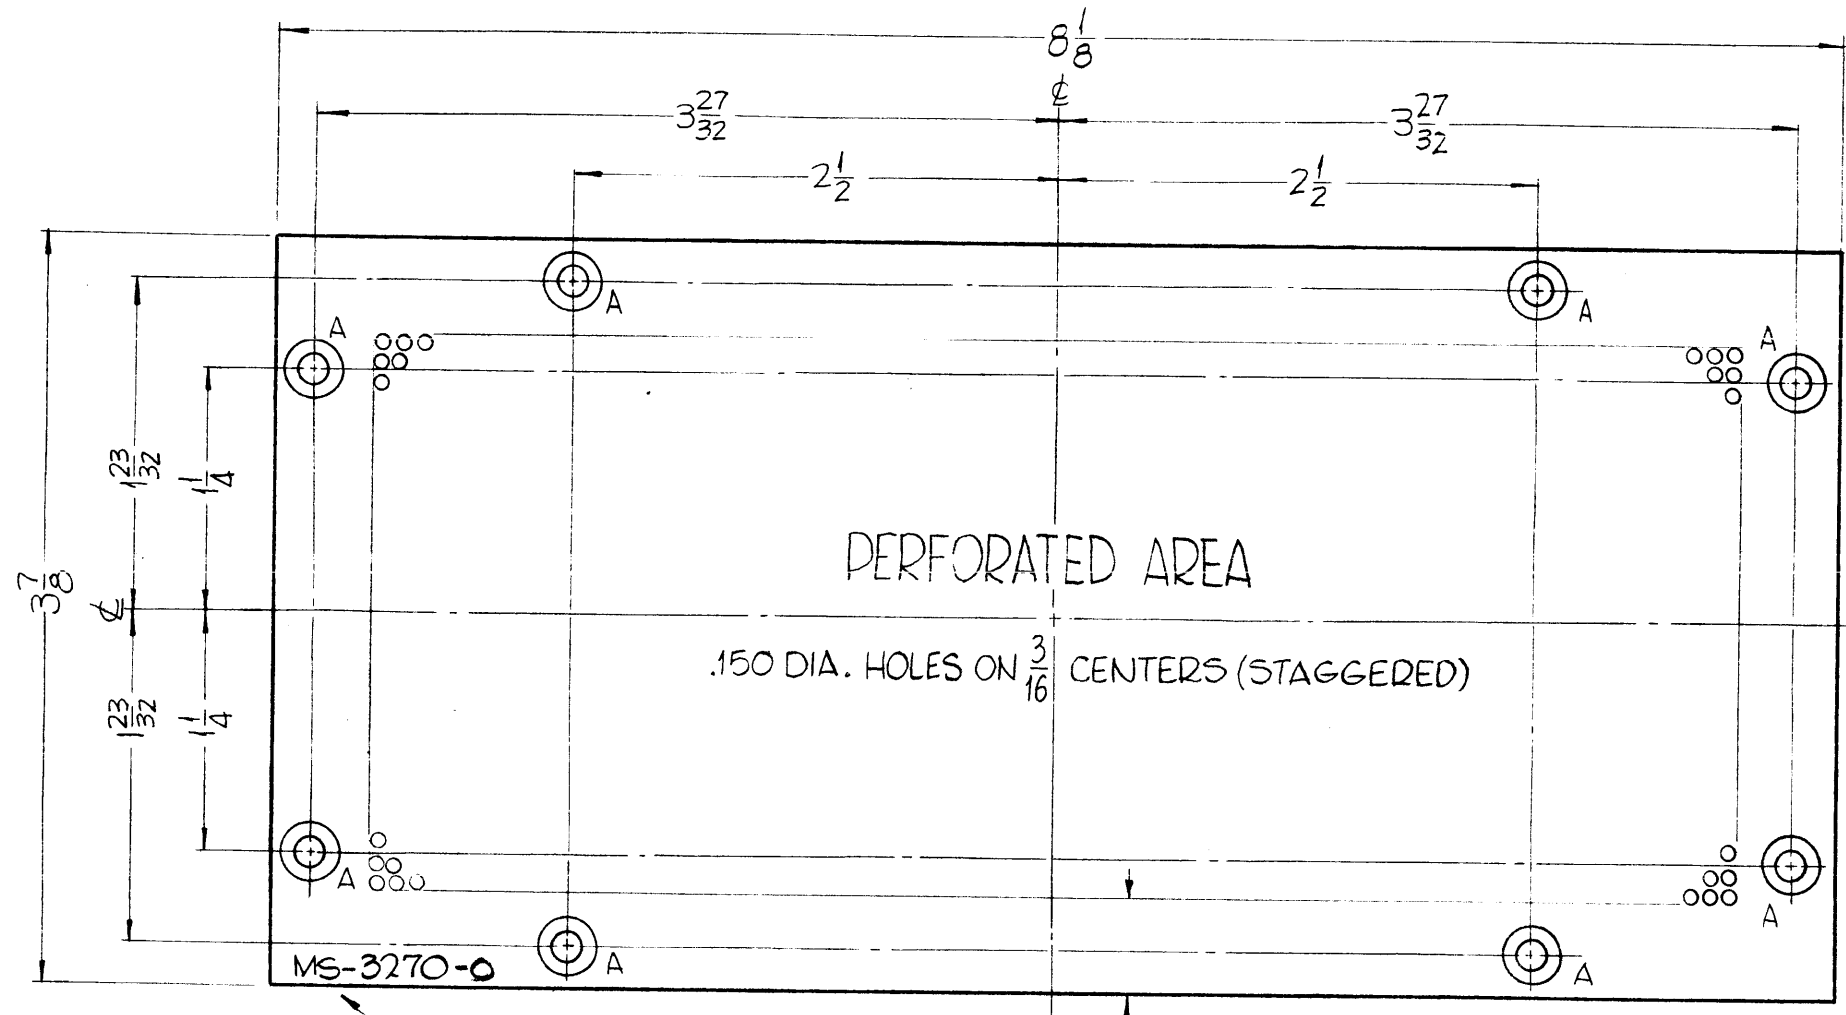 8 1/8
℄
3 27/32
3 27/32
2 1/2
2 1/2
A
A
A
A
1 23/32
1 1/4
PERFORATED AREA
3 7/8
℄
.150 DIA. HOLES ON 3/16 CENTERS (STAGGERED)
1 23/32
1 1/4
A
A
A
A
MS-3270-0